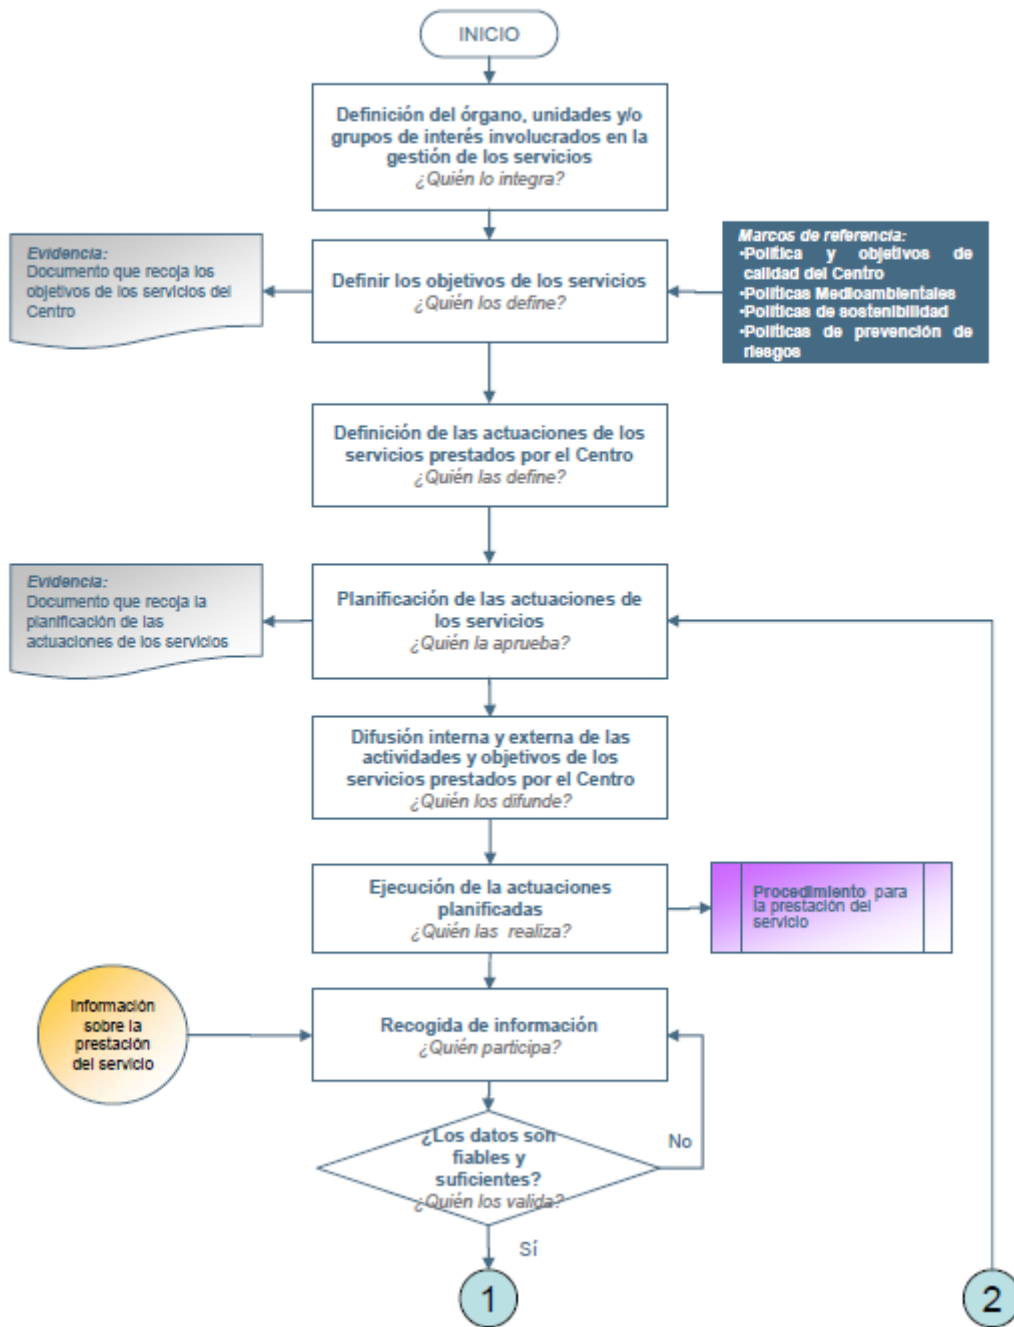 INICIO
Definición del órgano, unidades y/o
grupos de interés involucrados en la
gestión de los servicios
¿Quién lo integra?
Evidencia:
Documento que recoja los
objetivos de los servicios del
Centro
Definir los objetivos de los servicios
¿Quién los define?
Marcos de referencia:
•Política y objetivos de
calidad del Centro
•Políticas Medioambientales
•Políticas de sostenibilidad
•Políticas de prevención de
riesgos
Definición de las actuaciones de los
servicios prestados por el Centro
¿Quién las define?
Evidencia:
Documento que recoja la
planificación de las
actuaciones de los servicios
Planificación de las actuaciones de
los servicios
¿Quién la aprueba?
Difusión interna y externa de las
actividades y objetivos de los
servicios prestados por el Centro
¿Quién los difunde?
Ejecución de la actuaciones
planificadas
¿Quién las realiza?
Procedimiento para
la prestación del
servicio
Información
sobre la
prestación
del servicio
Recogida de información
¿Quién participa?
¿Los datos son
fiables y
suficientes?
¿Quién los valida?
No
Sí
1
2